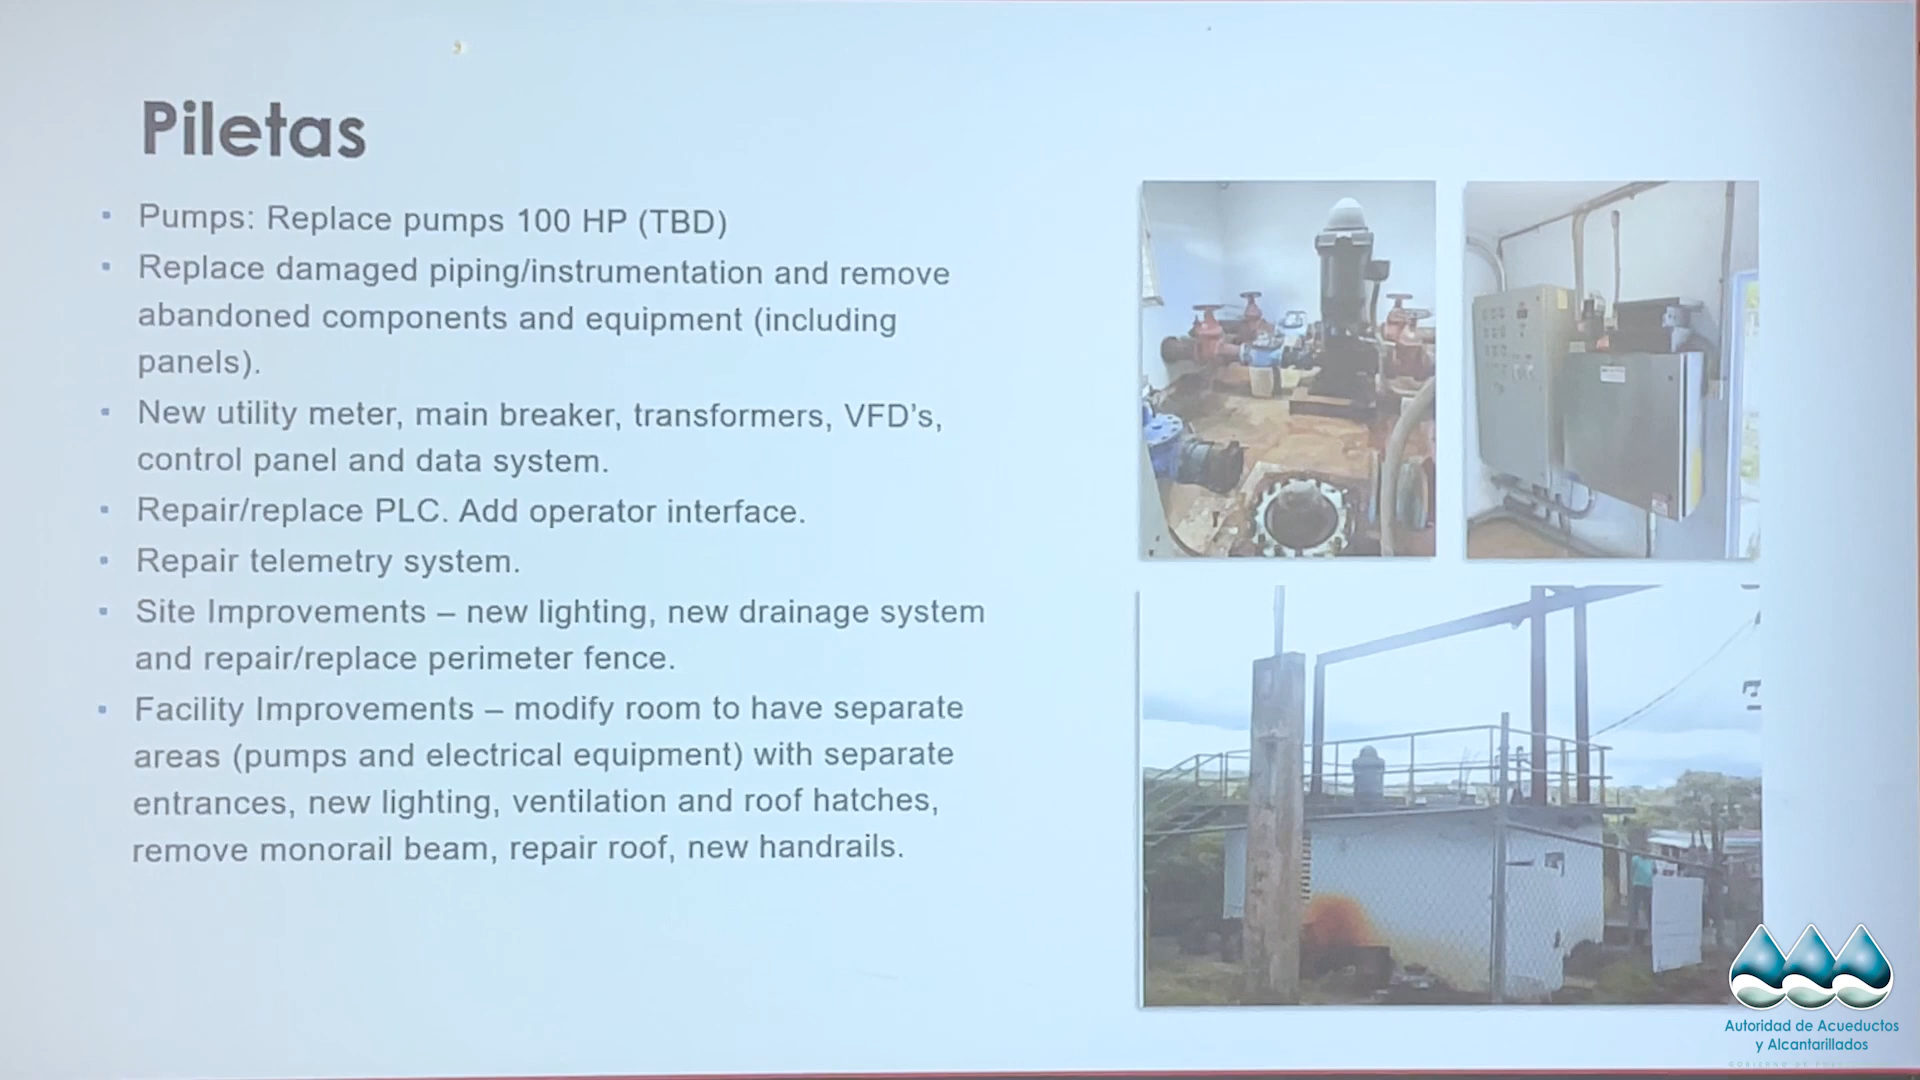 Piletas
Pumps: Replace pumps 100 HP (TBD)
Replace damaged piping/instrumentation and remove
abandoned components and equipment (including
panels).
New utility meter, main breaker, transformers, VFD's,
control panel and data system.
Repair/replace PLC. Add operator interface.
Repair telemetry system.
Site Improvements – new lighting, new drainage system
and repair/replace perimeter fence.
Facility Improvements – modify room to have separate
areas (pumps and electrical equipment) with separate
entrances, new lighting, ventilation and roof hatches,
remove monorail beam, repair roof, new handrails.
Autoridad de Acueductos
y Alcantarillados